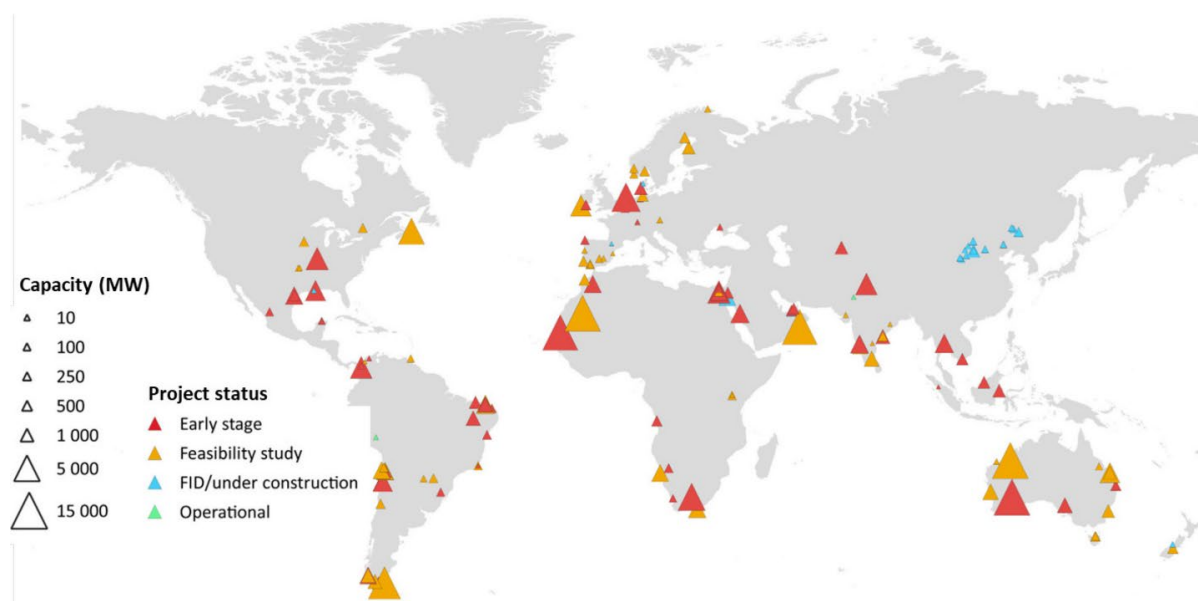 Capacity (MW)
10
100
250
500
1 000
5 000
15 000
Project status
Early stage
Feasibility study
FID/under construction
Operational